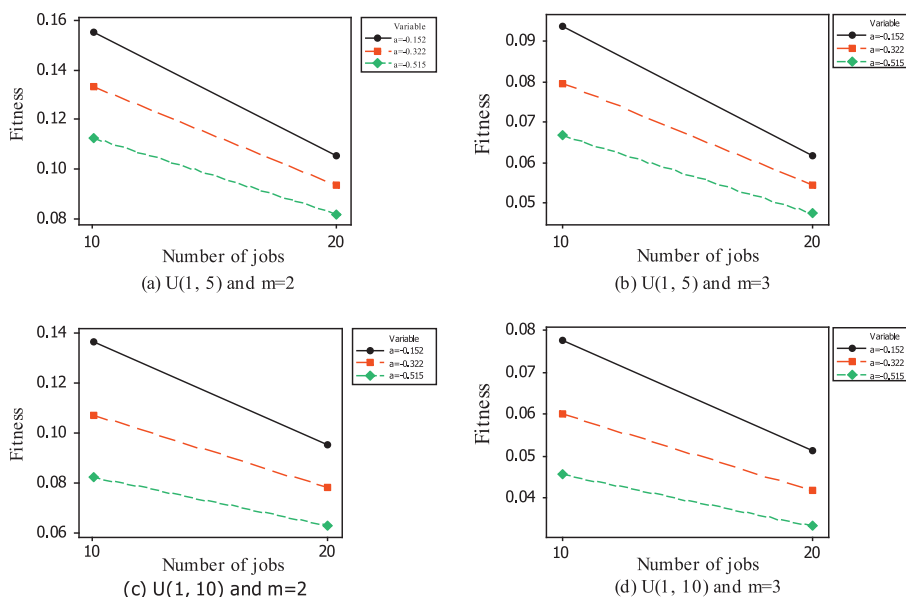 0.16
0.14
0.12
0.10
0.08
Fitness
10
20
Number of jobs
Variable
a=-0.152
a=-0.322
a=-0.515
(a) U(1, 5) and m=2
0.09
0.08
0.07
0.06
0.05
Fitness
10
20
Number of jobs
Variable
a=-0.152
a=-0.322
a=-0.515
(b) U(1, 5) and m=3
0.14
0.12
0.10
0.08
0.06
Fitness
10
20
Number of jobs
Variable
a=-0.152
a=-0.322
a=-0.515
(c) U(1, 10) and m=2
0.08
0.07
0.06
0.05
0.04
Fitness
10
20
Number of jobs
Variable
a=-0.152
a=-0.322
a=-0.515
(d) U(1, 10) and m=3